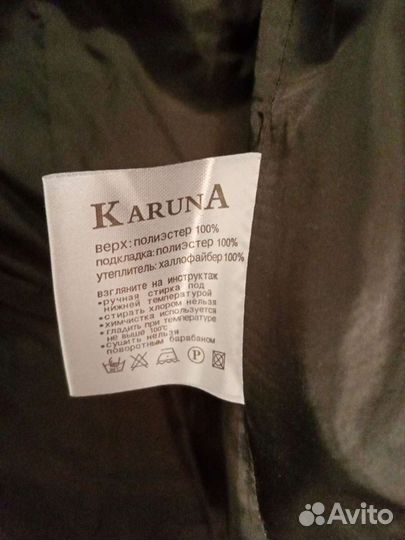 KARUNA
верх: полиэстер 100%
подкладка: полиэстер 100%
утеплитель: халлофайбер 100%
взгляните на инструктаж
• ручная стирка под
нижней температурой
• стирать хлором нельзя
• химчистка используется
• гладить при температуре
не выше 100с
• сушить нельзя
поворотным барабаном
P
Avito